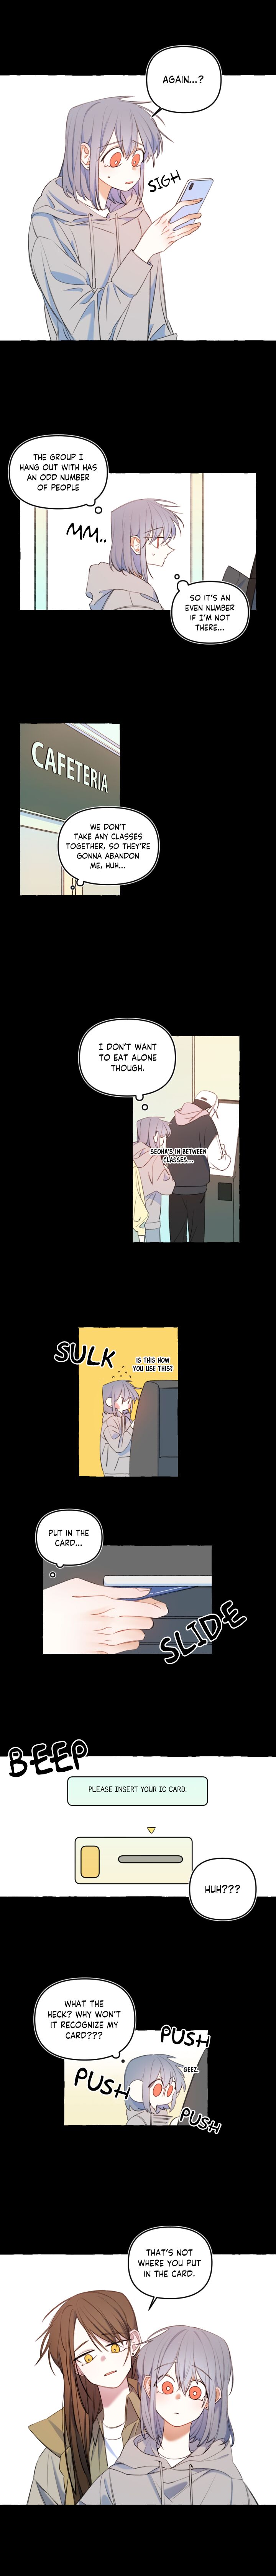 AGAIN...?
SIGH
THE GROUP I
HANG OUT WITH HAS
AN ODD NUMBER
OF PEOPLE
MM..
SO IT'S AN
EVEN NUMBER
IF I'M NOT
THERE...
CAFETERIA
WE DON'T
TAKE ANY CLASSES
TOGETHER, SO THEY'RE
GONNA ABANDON
ME, HUH...
I DON'T WANT
TO EAT ALONE
THOUGH.
SEOHA'S IN BETWEEN
CLASSES...
SULK
IS THIS HOW
YOU USE THIS?
PUT IN THE
CARD...
SLIDE
BEEP
PLEASE INSERT YOUR IC CARD.
HUH???
WHAT THE
HECK? WHY WON'T
IT RECOGNIZE MY
CARD???
PUSH
GEEZ.
PUSH
PUSH
THAT'S NOT
WHERE YOU PUT
IN THE CARD.